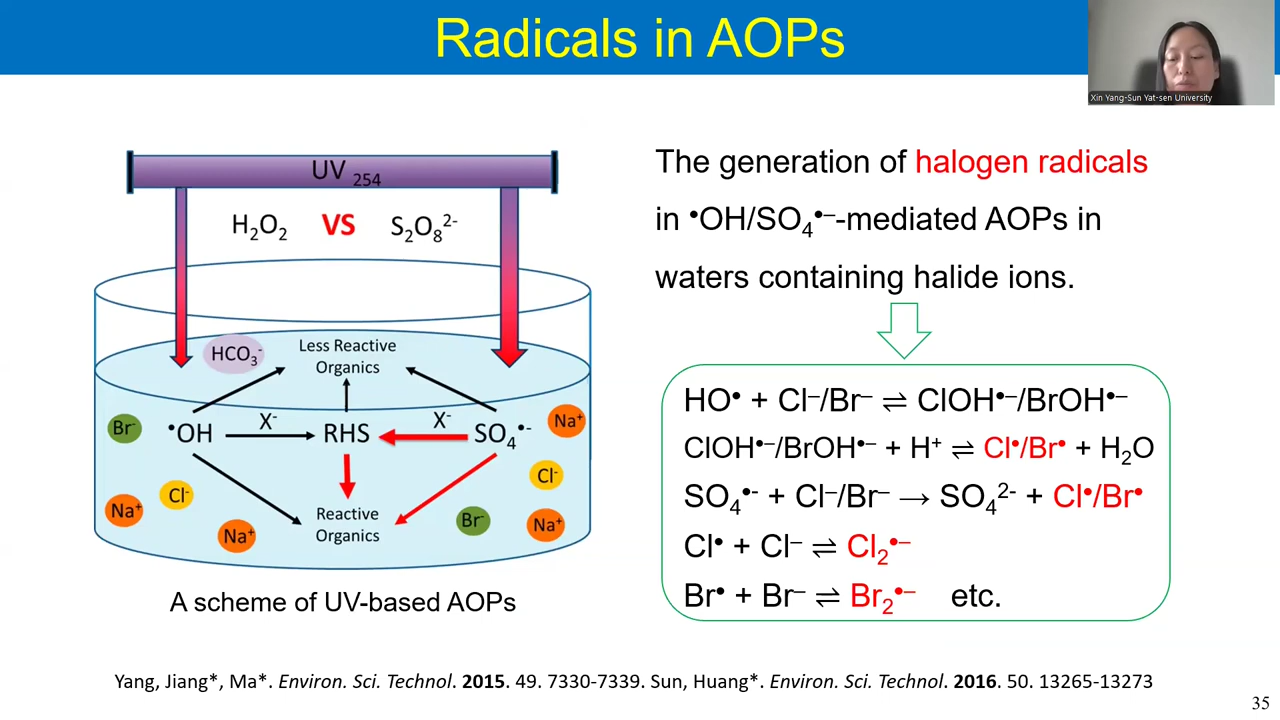 Radicals in AOPs
Xin Yang-Sun Yat-sen University
UV 254
H₂O₂ VS S₂O₈²⁻
HCO₃⁻
Less Reactive
Organics
Br⁻
•OH
X⁻
RHS
X⁻
SO₄•⁻
Na⁺
Cl⁻
Cl⁻
Na⁺
Na⁺
Reactive
Organics
Br⁻
Na⁺
A scheme of UV-based AOPs
The generation of halogen radicals
in •OH/SO₄•–-mediated AOPs in
waters containing halide ions.
HO• + Cl–/Br– ⇌ ClOH•–/BrOH•–
ClOH•–/BrOH•– + H⁺ ⇌ Cl•/Br• + H₂O
SO₄•- + Cl–/Br– → SO₄²⁻ + Cl•/Br•
Cl• + Cl– ⇌ Cl₂•–
Br• + Br– ⇌ Br₂•– etc.
Yang, Jiang*, Ma*. Environ. Sci. Technol. 2015. 49. 7330-7339. Sun, Huang*. Environ. Sci. Technol. 2016. 50. 13265-13273
35